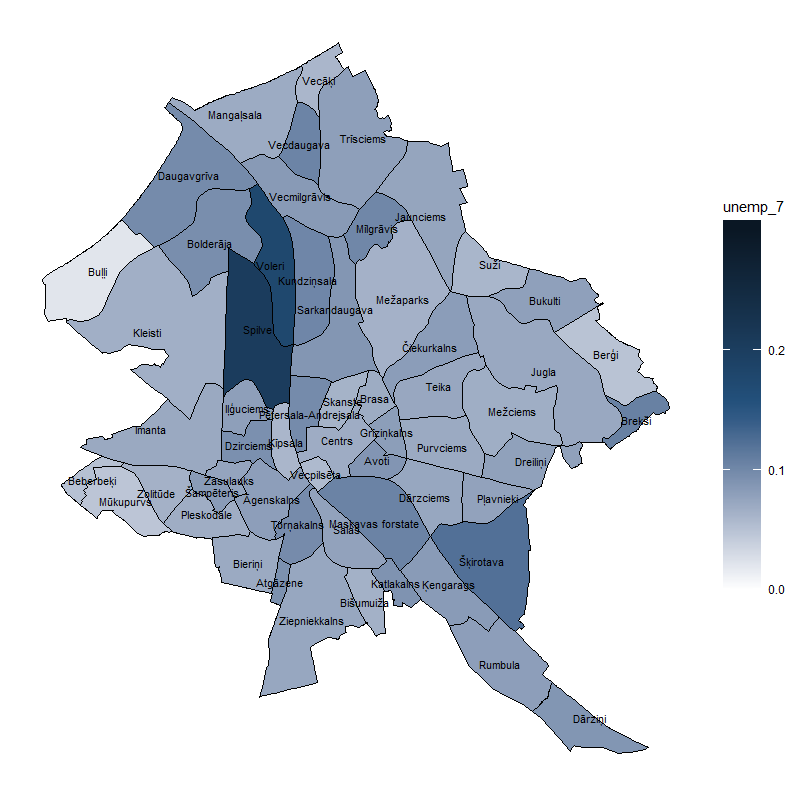 Vecāķi
Mangaļsala
Vecdaugava
Trīsciems
Daugavgrīva
Vecmilgrāvis
Jaunciems
Mīlgrāvis
Bolderāja
Voleri
Suži
Buļļi
Kundziņsala
Mežaparks
Bukulti
Sarkandaugava
Spilve
Kleisti
Čiekurkalns
Berģi
Jugla
Teika
Brasa
Skanste
Iļģuciems
Pētersala-Andrejsala
Mežciems
Brekši
Imanta
Grīziņkalns
Dzirciems
Ķīpsala
Centrs
Purvciems
Avoti
Dreiliņi
Vecpilsēta
Beberbeķi
Zasulauks
Mūkupurvs
Zolitūde
Šampēteris
Āgenskalns
Dārzciems
Pļavnieki
Pleskodāle
Torņakalns
Salas
Maskavas forstate
Bieriņi
Šķirotava
Atgāzene
Katlakalns
Ķengarags
Bišumuiža
Ziepniekkalns
Rumbula
Dārziņi
unemp_7
0.2
0.1
0.0